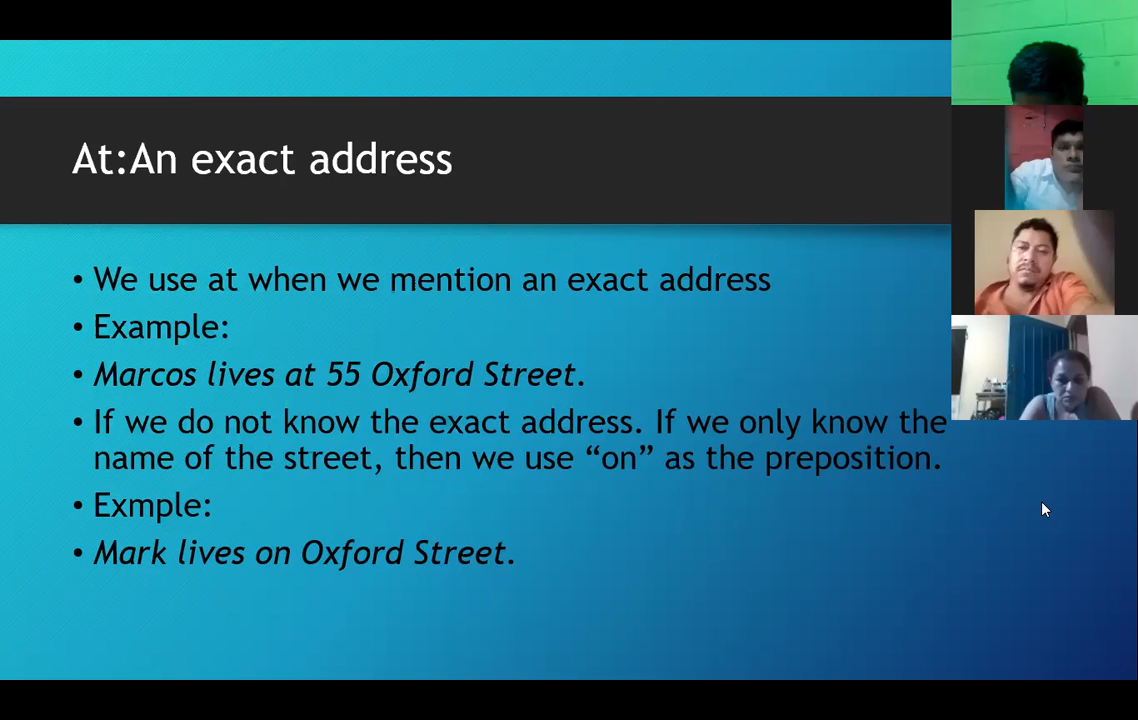 At:An exact address
• We use at when we mention an exact address
• Example:
• Marcos lives at 55 Oxford Street.
• If we do not know the exact address. If we only know the
name of the street, then we use “on” as the preposition.
• Exmple:
• Mark lives on Oxford Street.